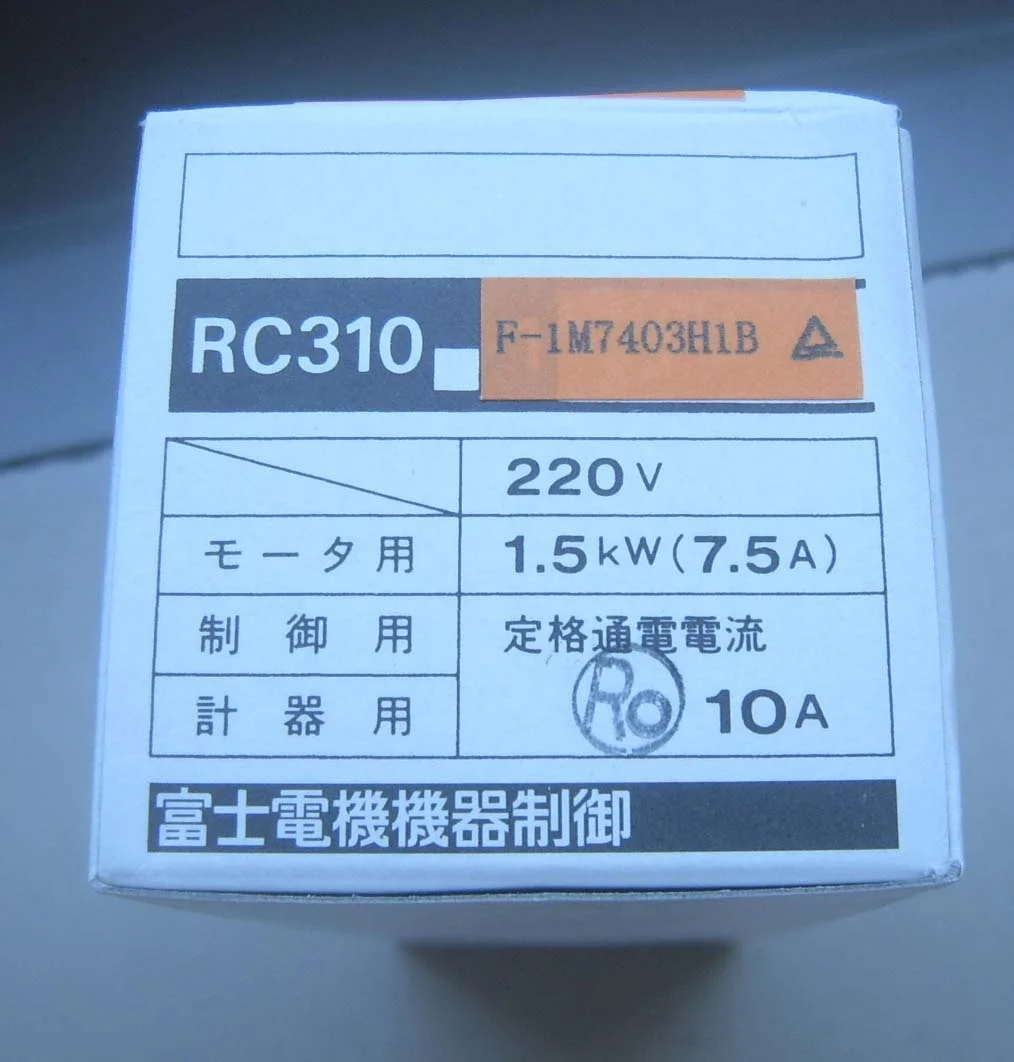 RC310 F-1M7403H1B
220V
モータ用 1.5kW(7.5A)
制御用 定格通電電流
計器用 Ro 10A
富士電機機器制御